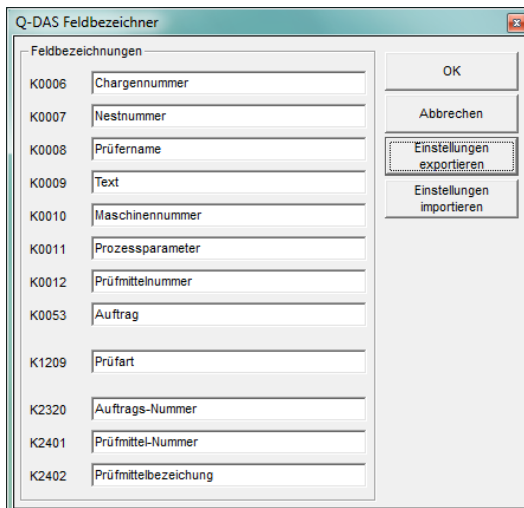 Q-DAS Feldbezeichner
Feldbezeichnungen
K0006 Chargennummer
K0007 Nestnummer
K0008 Prüfername
K0009 Text
K0010 Maschinennummer
K0011 Prozessparameter
K0012 Prüfmittelnummer
K0053 Auftrag
K1209 Prüfart
K2320 Auftrags-Nummer
K2401 Prüfmittel-Nummer
K2402 Prüfmittelbezeichung
OK
Abbrechen
Einstellungen
exportieren
Einstellungen
importieren